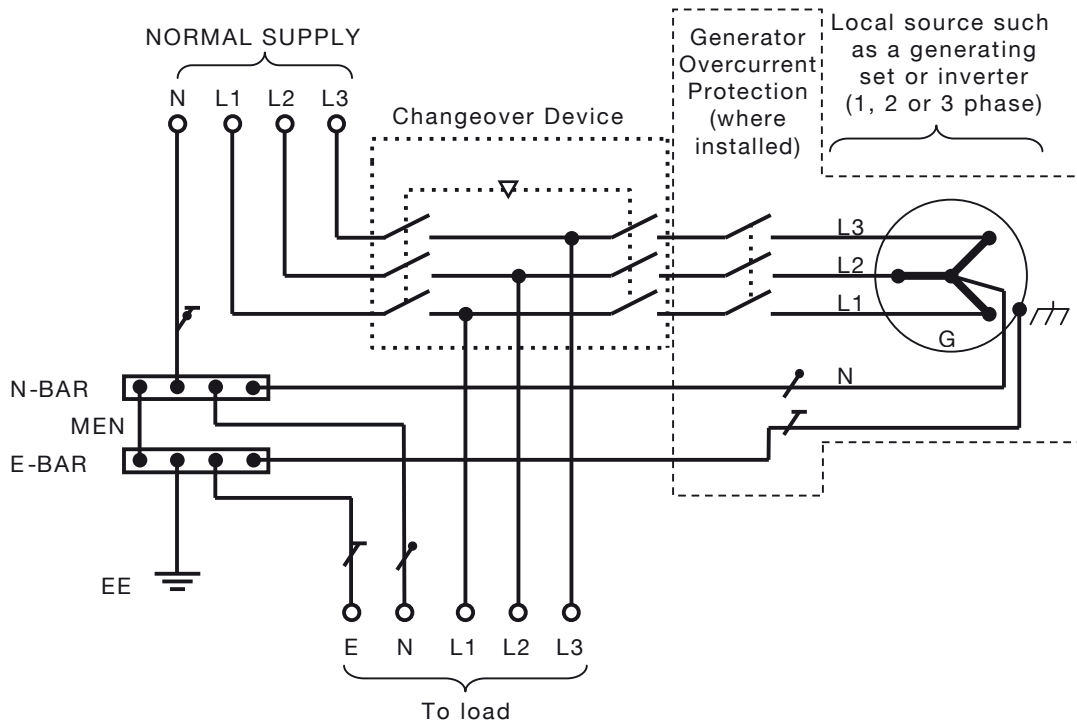 NORMAL SUPPLY
N L1 L2 L3
Changeover Device
Generator
Overcurrent
Protection
(where
installed)
Local source such
as a generating
set or inverter
(1, 2 or 3 phase)
L3
L2
L1
G
N
N-BAR
MEN
E-BAR
EE
E N L1 L2 L3
To load